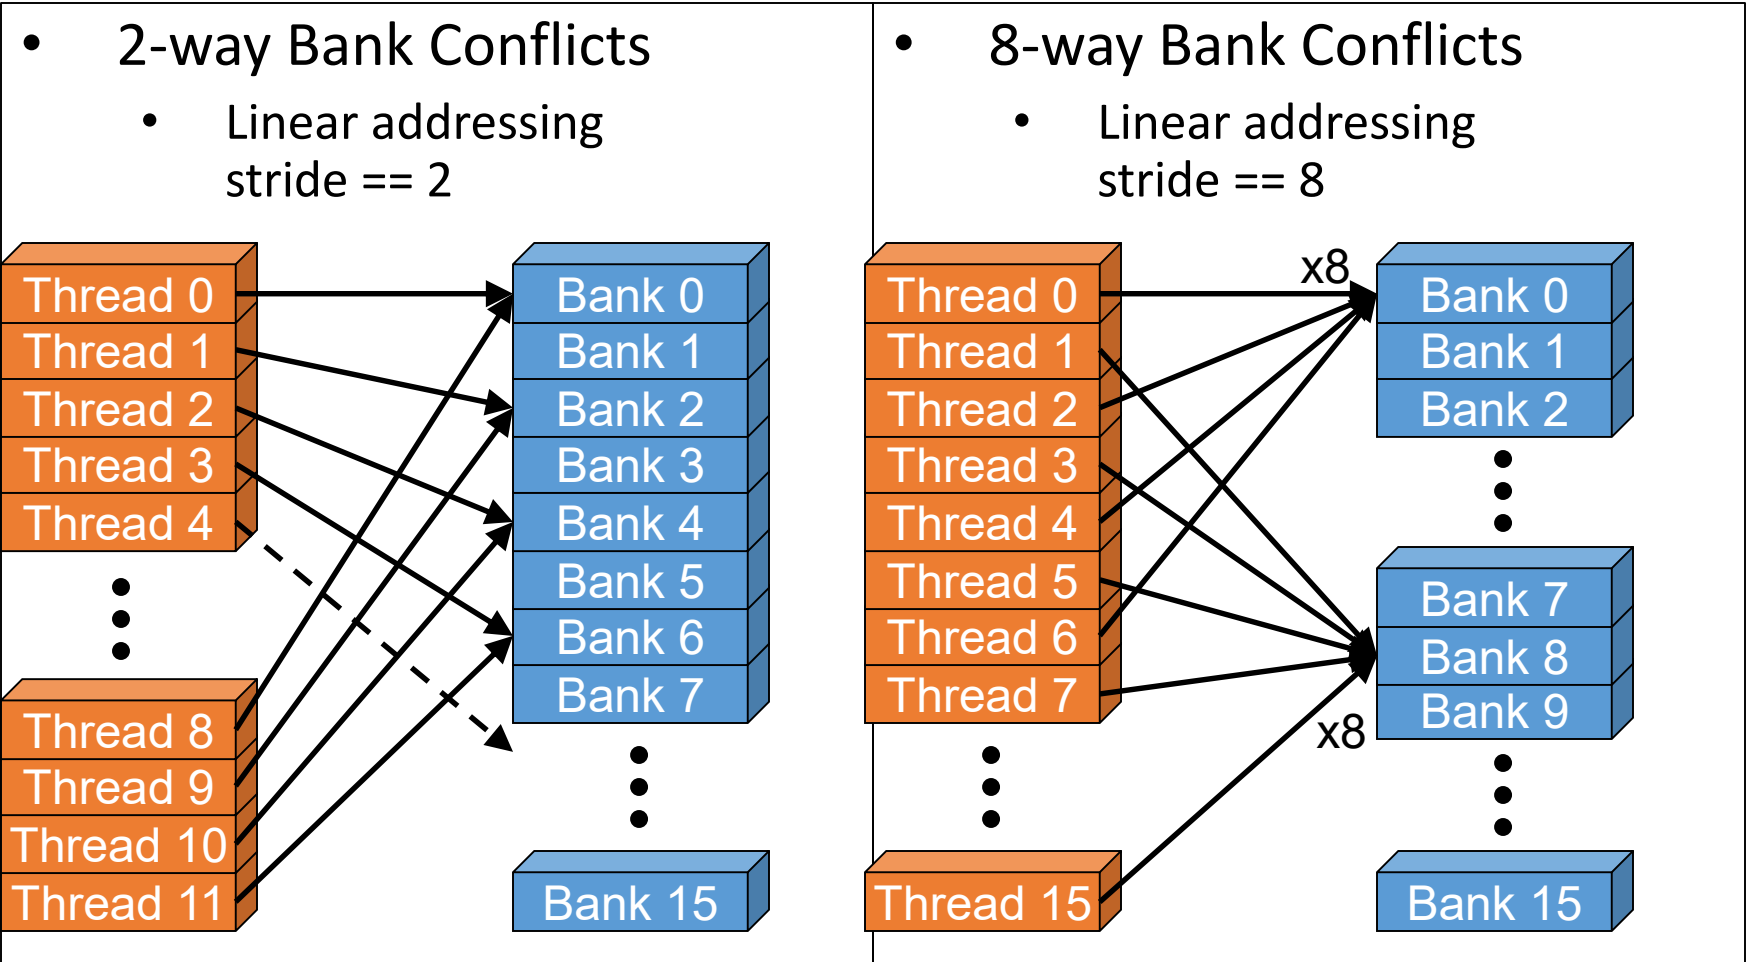 • 2-way Bank Conflicts
• Linear addressing
stride == 2
Thread 0
Thread 1
Thread 2
Thread 3
Thread 4
Thread 8
Thread 9
Thread 10
Thread 11
Bank 0
Bank 1
Bank 2
Bank 3
Bank 4
Bank 5
Bank 6
Bank 7
Bank 15
• 8-way Bank Conflicts
• Linear addressing
stride == 8
Thread 0
Thread 1
Thread 2
Thread 3
Thread 4
Thread 5
Thread 6
Thread 7
Thread 15
x8
x8
Bank 0
Bank 1
Bank 2
Bank 7
Bank 8
Bank 9
Bank 15